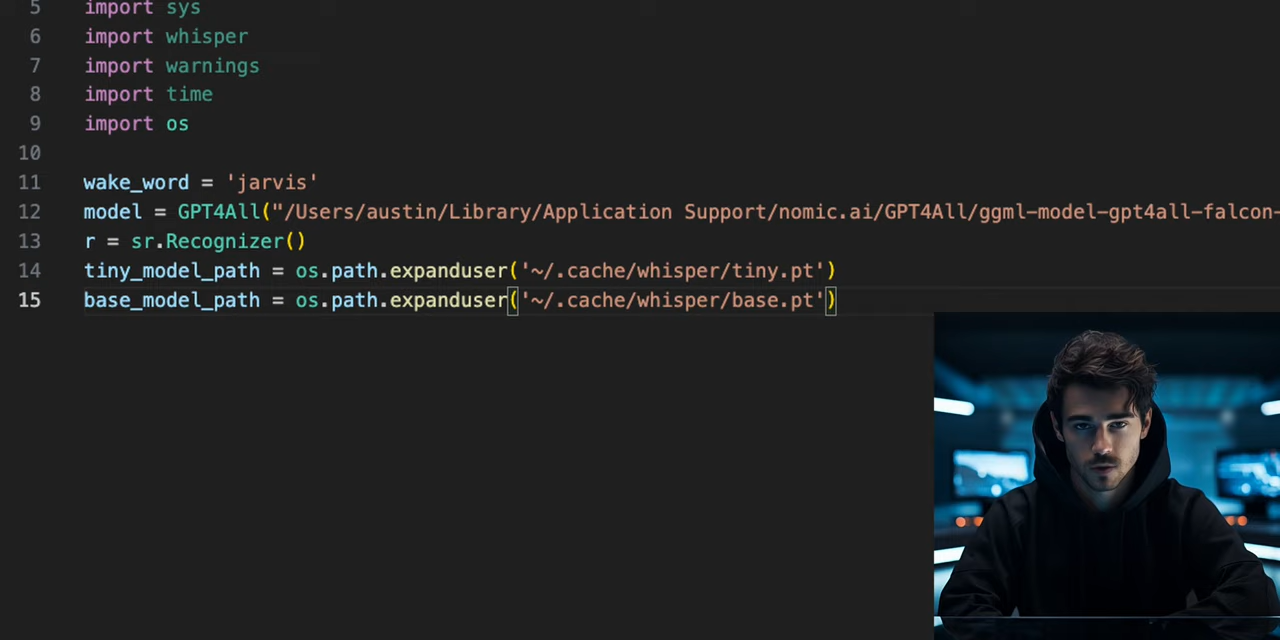 5 import sys
6 import whisper
7 import warnings
8 import time
9 import os
10
11 wake_word = 'jarvis'
12 model = GPT4All("/Users/austin/Library/Application Support/nomic.ai/GPT4All/ggml-model-gpt4all-falcon-
13 r = sr.Recognizer()
14 tiny_model_path = os.path.expanduser('~/.cache/whisper/tiny.pt')
15 base_model_path = os.path.expanduser('~/.cache/whisper/base.pt')